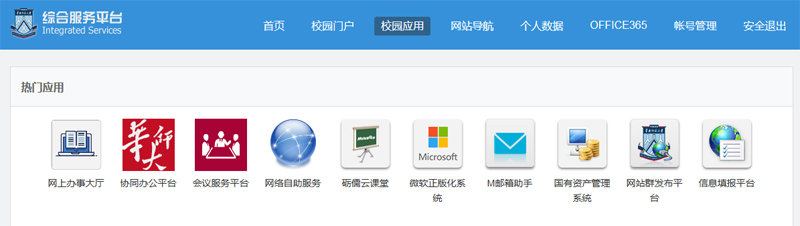 综合服务平台
Integrated Services
首页 校园门户 校园应用 网站导航 个人数据 OFFICE365 帐号管理 安全退出
热门应用
华师大
Microsoft
网上办事大厅 协同办公平台 会议服务平台 网络自助服务 砺儒云课堂 微软正版化系 M邮箱助手 国有资产管理 网站群发布平 信息填报平台
统 系统 台